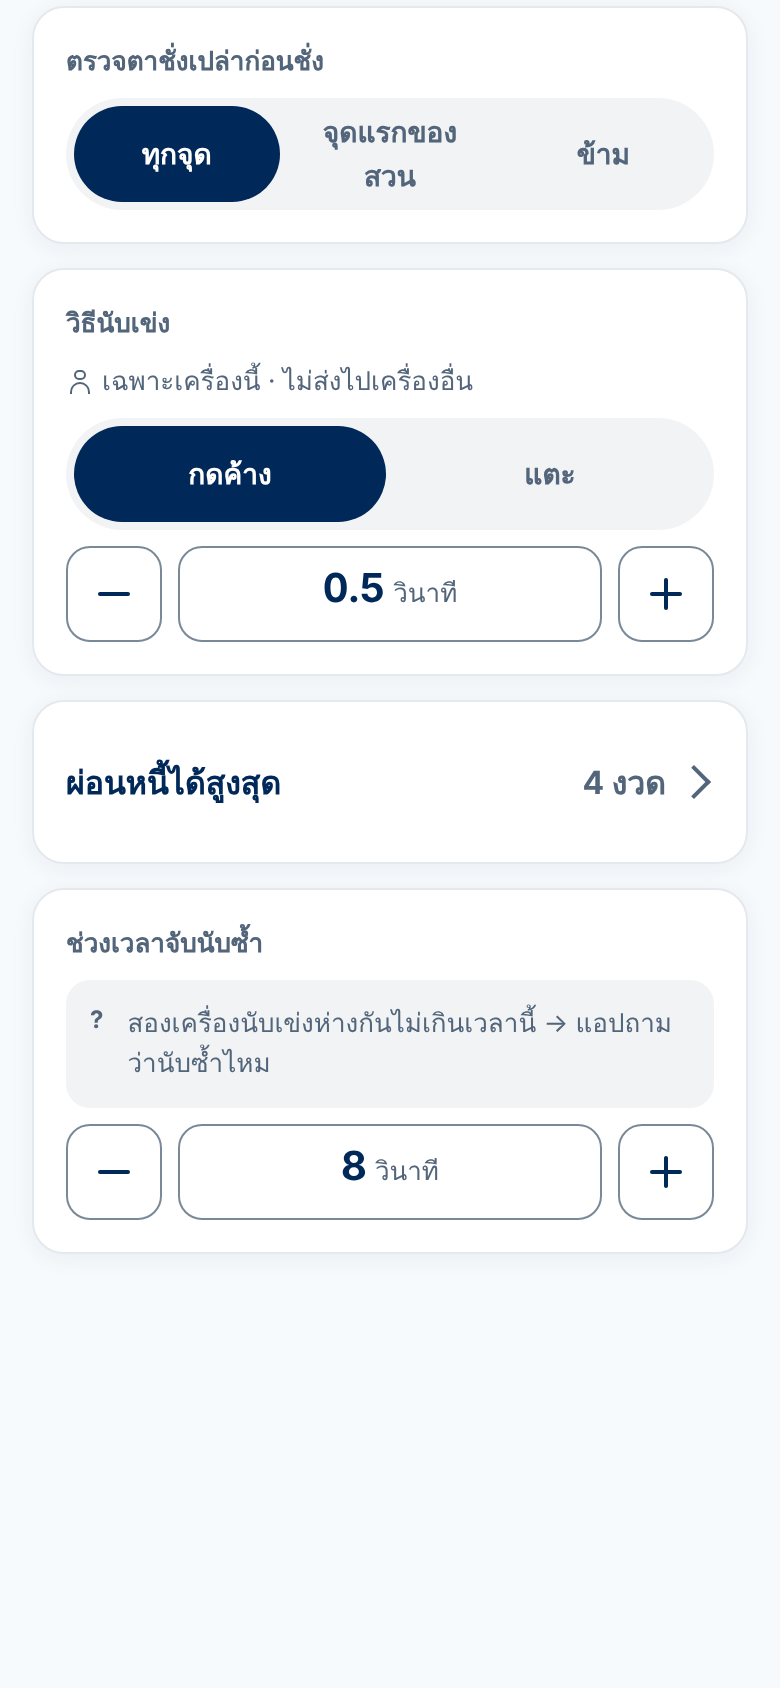 ตรวจตาชั่งเปล่าก่อนชั่ง
ทุกจุด
จุดแรกของ
สวน
ข้าม
วิธีนับเข่ง
เฉพาะเครื่องนี้ · ไม่ส่งไปเครื่องอื่น
กดค้าง
แตะ
0.5 วินาที
ผ่อนหนี้ได้สูงสุด
4 งวด
ช่วงเวลาจับนับซ้ำ
? สองเครื่องนับเข่งห่างกันไม่เกินเวลานี้ → แอปถาม
ว่านับซ้ำไหม
8 วินาที